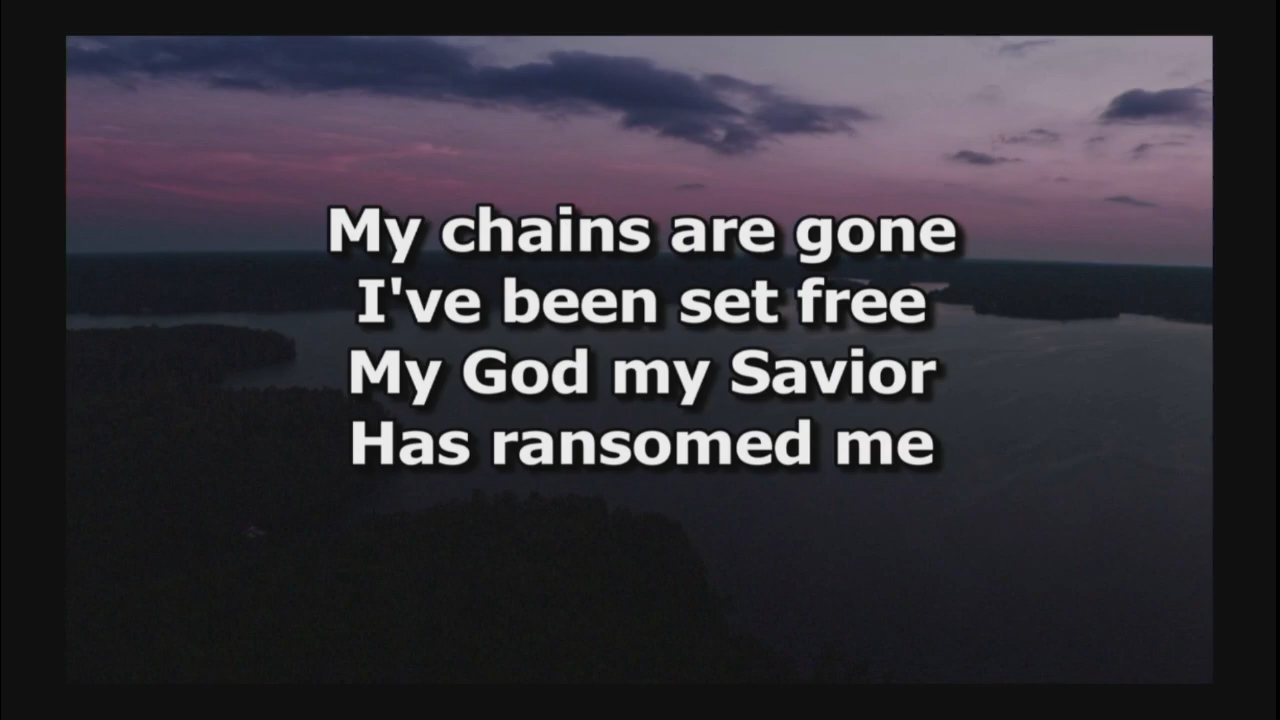 My chains are gone
I've been set free
My God my Savior
Has ransomed me